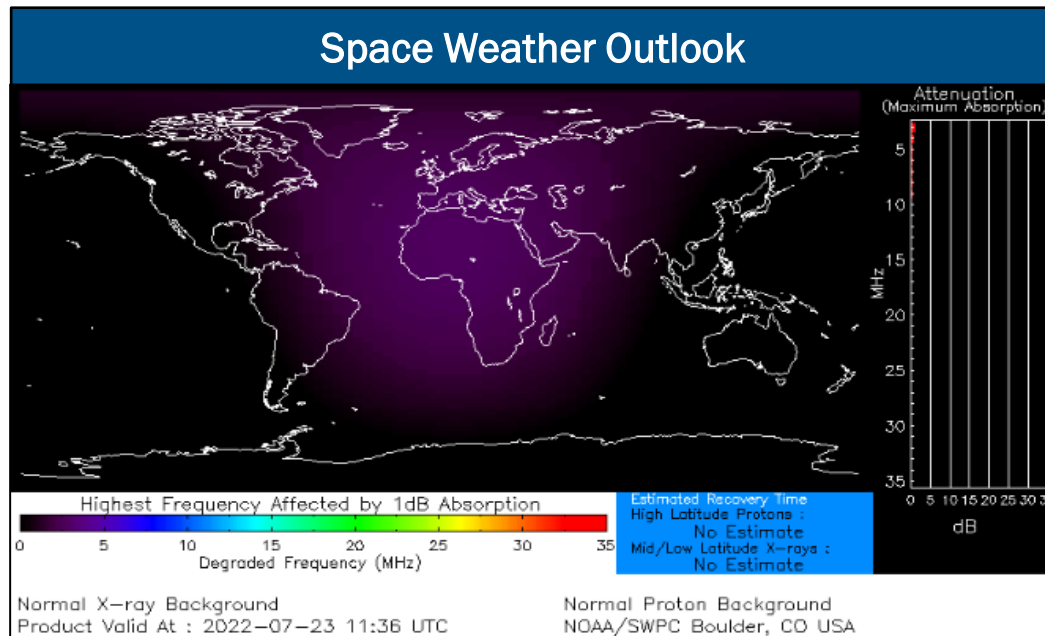 Space Weather Outlook
Attenuation
(Maximum Absorption)
5
10
15
20
25
30
35
MHz
0 5 10 15 20 25 30
dB
Highest Frequency Affected by 1dB Absorption
0 5 10 15 20 25 30 35
Degraded Frequency (MHz)
Estimated Recovery Time
High Latitude Protons :
No Estimate
Mid/Low Latitude X-rays :
No Estimate
Normal X-ray Background
Product Valid At : 2022-07-23 11:36 UTC
Normal Proton Background
NOAA/SWPC Boulder, CO USA